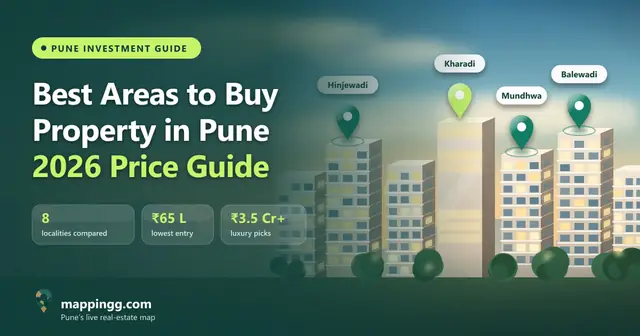 PUNE INVESTMENT GUIDE
Best Areas to Buy
Property in Pune
2026 Price Guide
8
localities compared
₹65 L
lowest entry
₹3.5 Cr+
luxury picks
mappingg.com
Pune's live real-estate map
Hinjewadi
Kharadi
Mundhwa
Balewadi